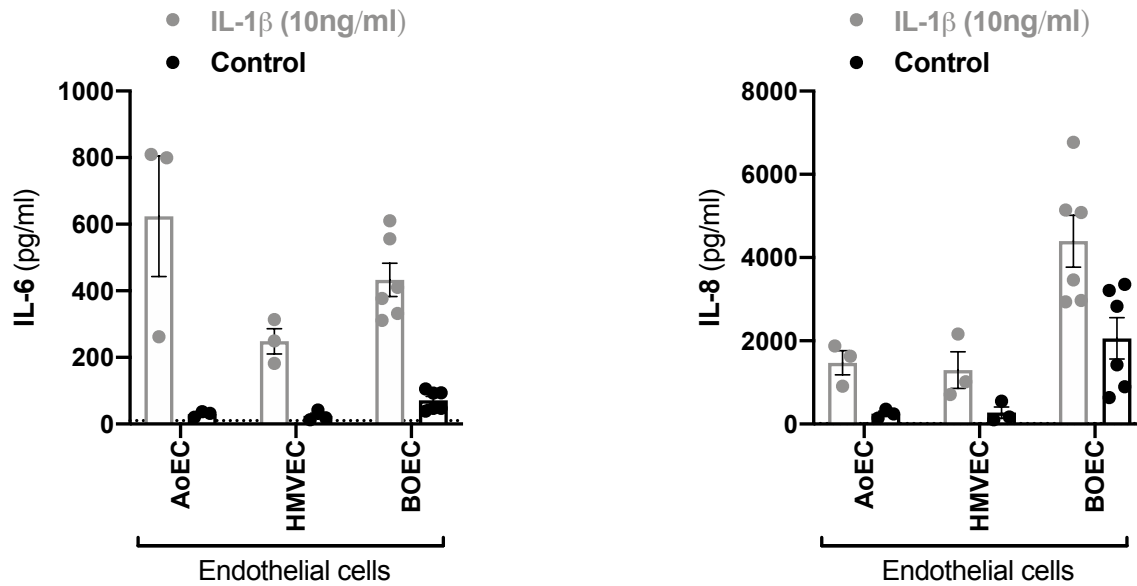 IL-1β (10ng/ml)
Control
1000
800
600
400
200
0
IL-6 (pg/ml)
AoEC
HMVEC
BOEC
Endothelial cells
IL-1β (10ng/ml)
Control
8000
6000
4000
2000
0
IL-8 (pg/ml)
AoEC
HMVEC
BOEC
Endothelial cells